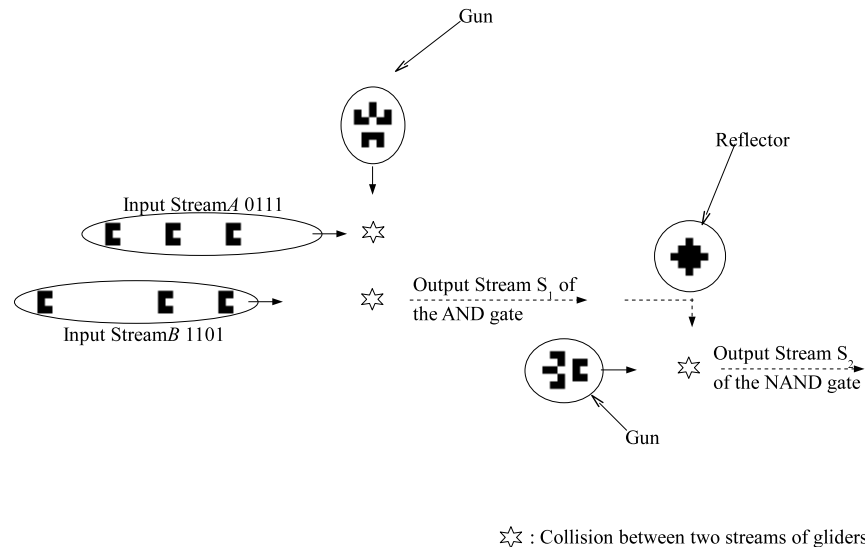 Gun
Reflector
Input StreamA 0111
Output Stream S1 of
the AND gate
Input StreamB 1101
Output Stream S2
of the NAND gate
Gun
: Collision between two streams of gliders